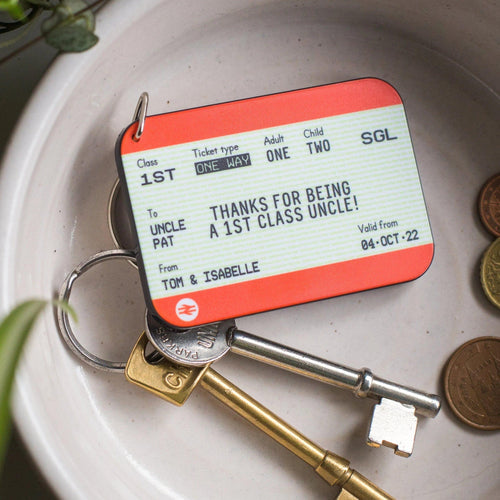 Class
1ST
Ticket type
ONE WAY
Adult
ONE
Child
TWO
SGL
To
UNCLE
PAT
THANKS FOR BEING
A 1ST CLASS UNCLE!
From
TOM & ISABELLE
Valid from
04·OCT·22